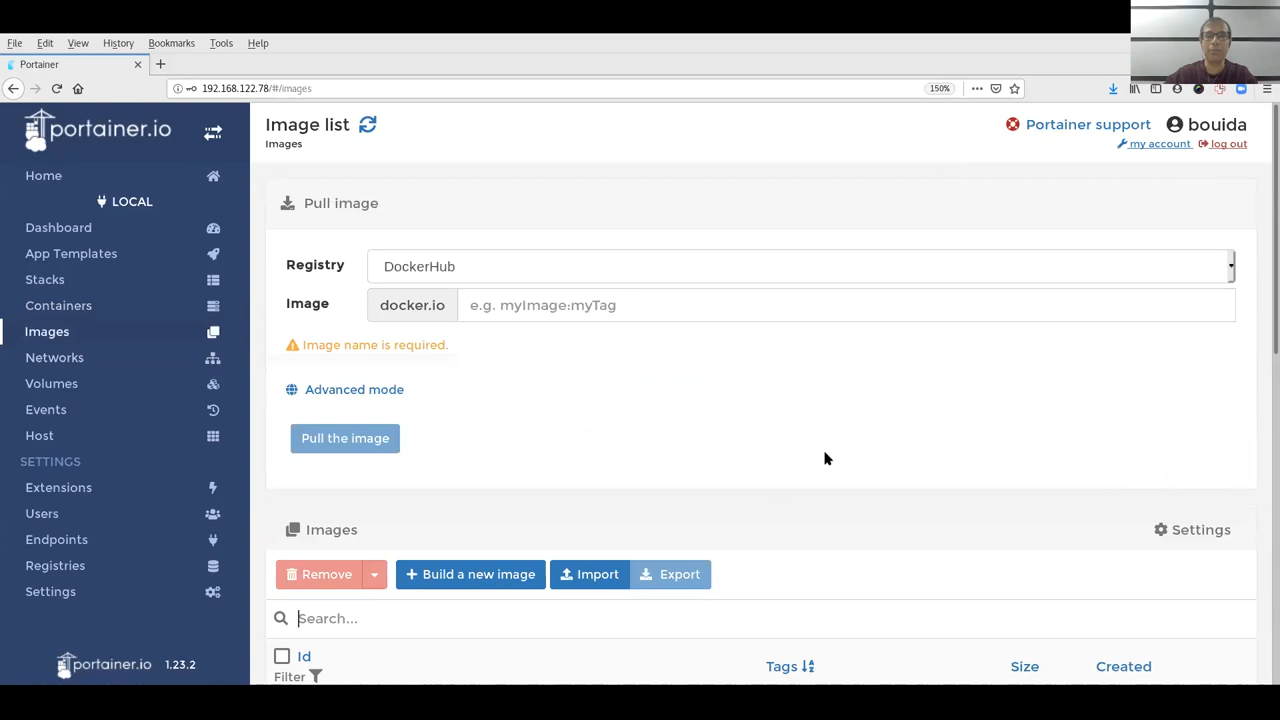 File Edit View History Bookmarks Tools Help
Portainer
192.168.122.78/#/images 150%
portainer.io
Home
LOCAL
Dashboard
App Templates
Stacks
Containers
Images
Networks
Volumes
Events
Host
SETTINGS
Extensions
Users
Endpoints
Registries
Settings
portainer.io 1.23.2
Image list
Images
Portainer support bouida
my account log out
Pull image
Registry DockerHub
Image docker.io e.g. myImage:myTag
Image name is required.
Advanced mode
Pull the image
Images Settings
Remove Build a new image Import Export
Search...
Id Tags Size Created
Filter